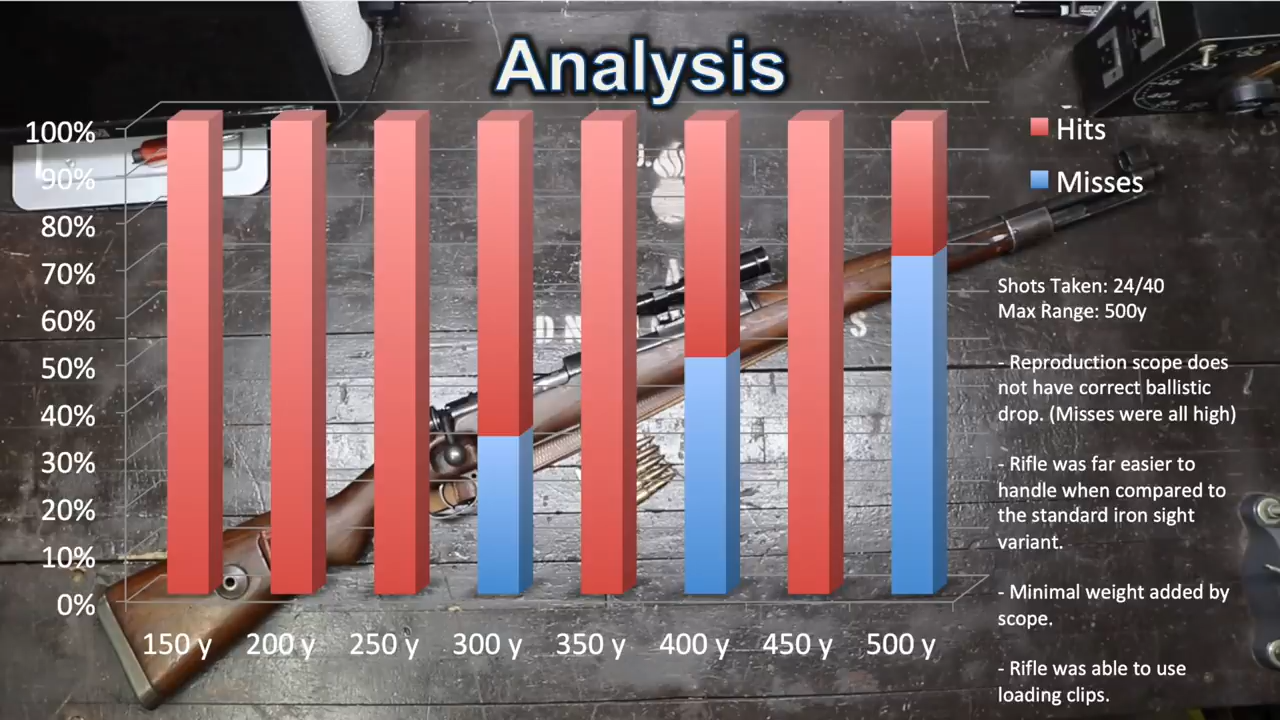 Analysis
100%
90%
80%
70%
60%
50%
40%
30%
20%
10%
0%
150 y 200 y 250 y 300 y 350 y 400 y 450 y 500 y
Hits
Misses
Shots Taken: 24/40
Max Range: 500y
- Reproduction scope does
not have correct ballistic
drop. (Misses were all high)
- Rifle was far easier to
handle when compared to
the standard iron sight
variant.
- Minimal weight added by
scope.
- Rifle was able to use
loading clips.